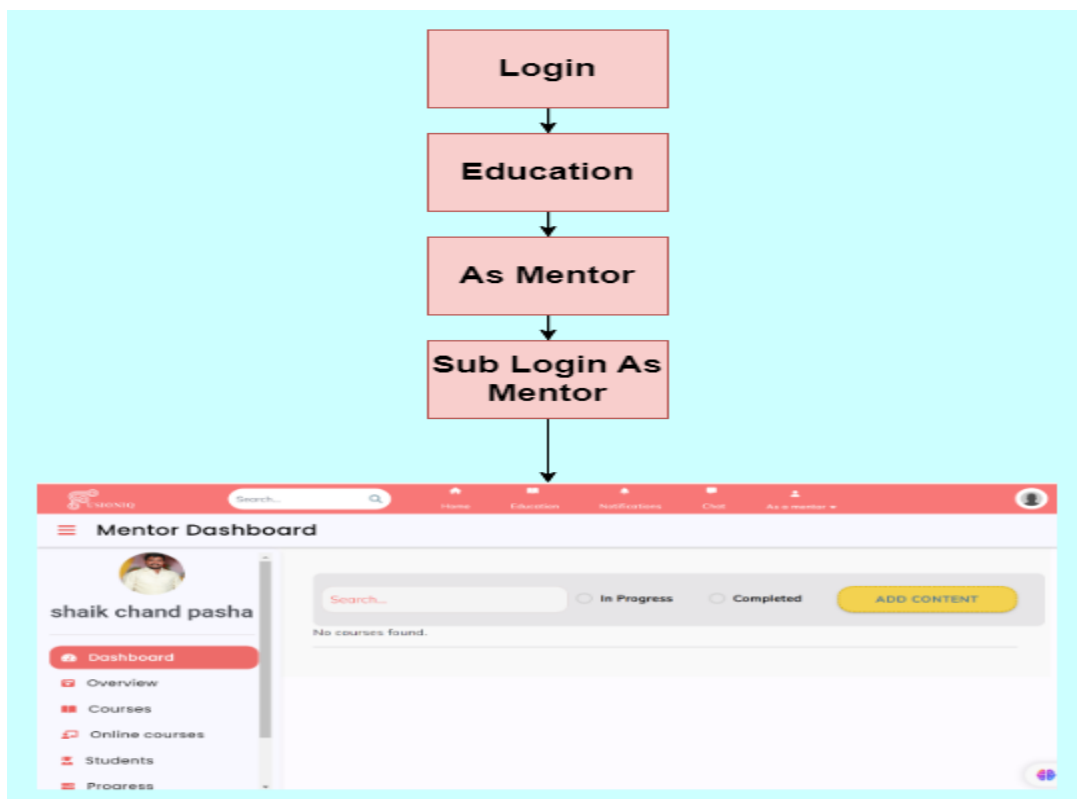 Login
Education
As Mentor
Sub Login As
Mentor
Search...
Home
Education
Notifications
Chat
As a mentor
Mentor Dashboard
shaik chand pasha
Search...
In Progress
Completed
ADD CONTENT
No courses found.
Dashboard
Overview
Courses
Online courses
Students
Progress